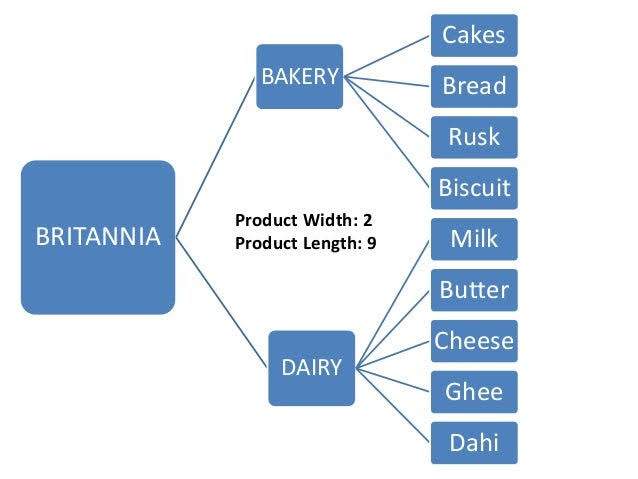 BRITANNIA
BAKERY
Cakes
Bread
Rusk
Biscuit
Product Width: 2
Product Length: 9
DAIRY
Milk
Butter
Cheese
Ghee
Dahi